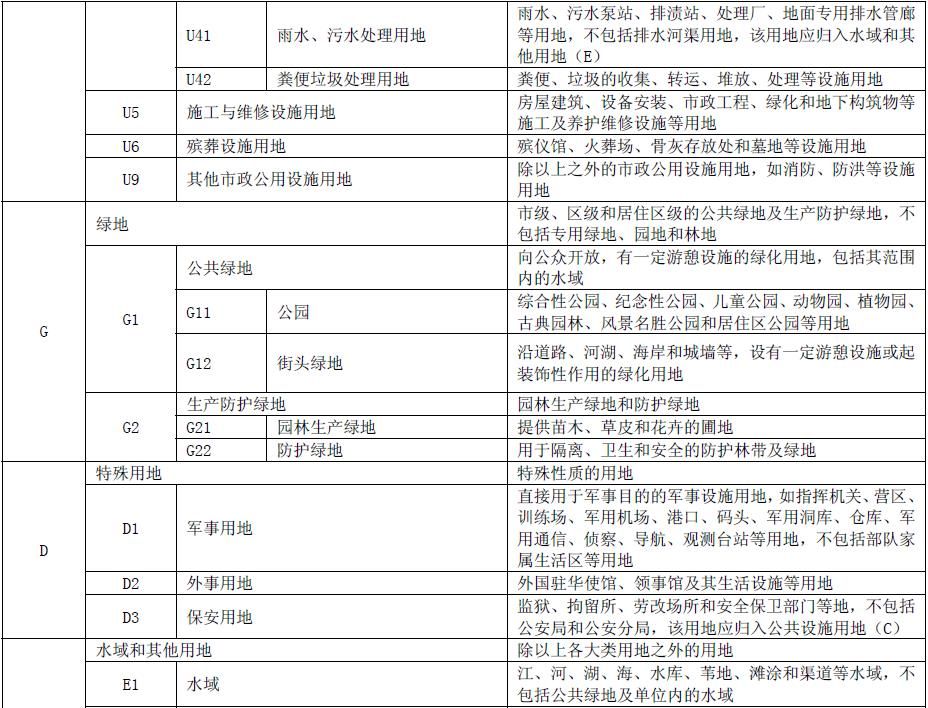 U41 雨水、污水处理用地 雨水、污水泵站、排渍站、处理厂、地面专用排水管廊
等用地，不包括排水河渠用地，该用地应归入水域和其
他用地（E）
U42 粪便垃圾处理用地 粪便、垃圾的收集、转运、堆放、处理等设施用地
U5 施工与维修设施用地 房屋建筑、设备安装、市政工程、绿化和地下构筑物等
施工及养护维修设施等用地
U6 殡葬设施用地 殡仪馆、火葬场、骨灰存放处和墓地等设施用地
U9 其他市政公用设施用地 除以上之外的市政公用设施用地，如消防、防洪等设施
用地
G 绿地 市级、区级和居住区级的公共绿地及生产防护绿地，不
包括专用绿地、园地和林地
G1 公共绿地 向公众开放，有一定游憩设施的绿化用地，包括其范围
内的水域
G11 公园 综合性公园、纪念性公园、儿童公园、动物园、植物园、
古典园林、风景名胜公园和居住区公园等用地
G12 街头绿地 沿道路、河湖、海岸和城墙等，设有一定游憩设施或起
装饰性作用的绿化用地
G2 生产防护绿地 园林生产绿地和防护绿地
G21 园林生产绿地 提供苗木、草皮和花卉的圃地
G22 防护绿地 用于隔离、卫生和安全的防护林带及绿地
D 特殊用地 特殊性质的用地
D1 军事用地 直接用于军事目的的军事设施用地，如指挥机关、营区、
训练场、军用机场、港口、码头、军用洞库、仓库、军
用通信、侦察、导航、观测台站等用地，不包括部队家
属生活区等用地
D2 外事用地 外国驻华使馆、领事馆及其生活设施等用地
D3 保安用地 监狱、拘留所、劳改场所和安全保卫部门等地，不包括
公安局和公安分局，该用地应归入公共设施用地（C）
水域和其他用地 除以上各大类用地之外的用地
E1 水域 江、河、湖、海、水库、苇地、滩涂和渠道等水域，不
包括公共绿地及单位内的水域